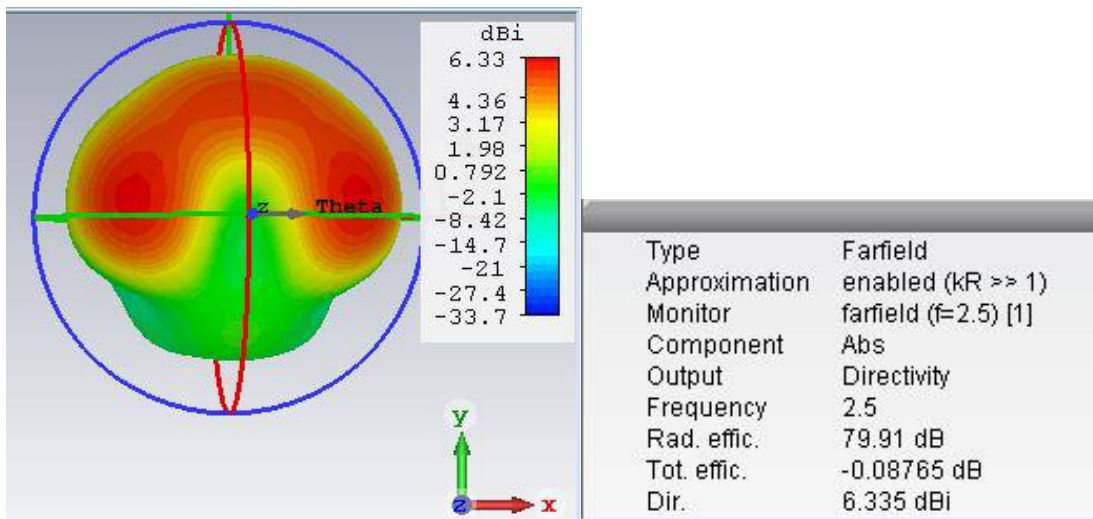 dBi
6.33
4.36
3.17
1.98
0.792
-2.1
-8.42
-14.7
-21
-27.4
-33.7
z Theta
y
z x
Type Farfield
Approximation enabled (kR >> 1)
Monitor farfield (f=2.5) [1]
Component Abs
Output Directivity
Frequency 2.5
Rad. effic. 79.91 dB
Tot. effic. -0.08765 dB
Dir. 6.335 dBi